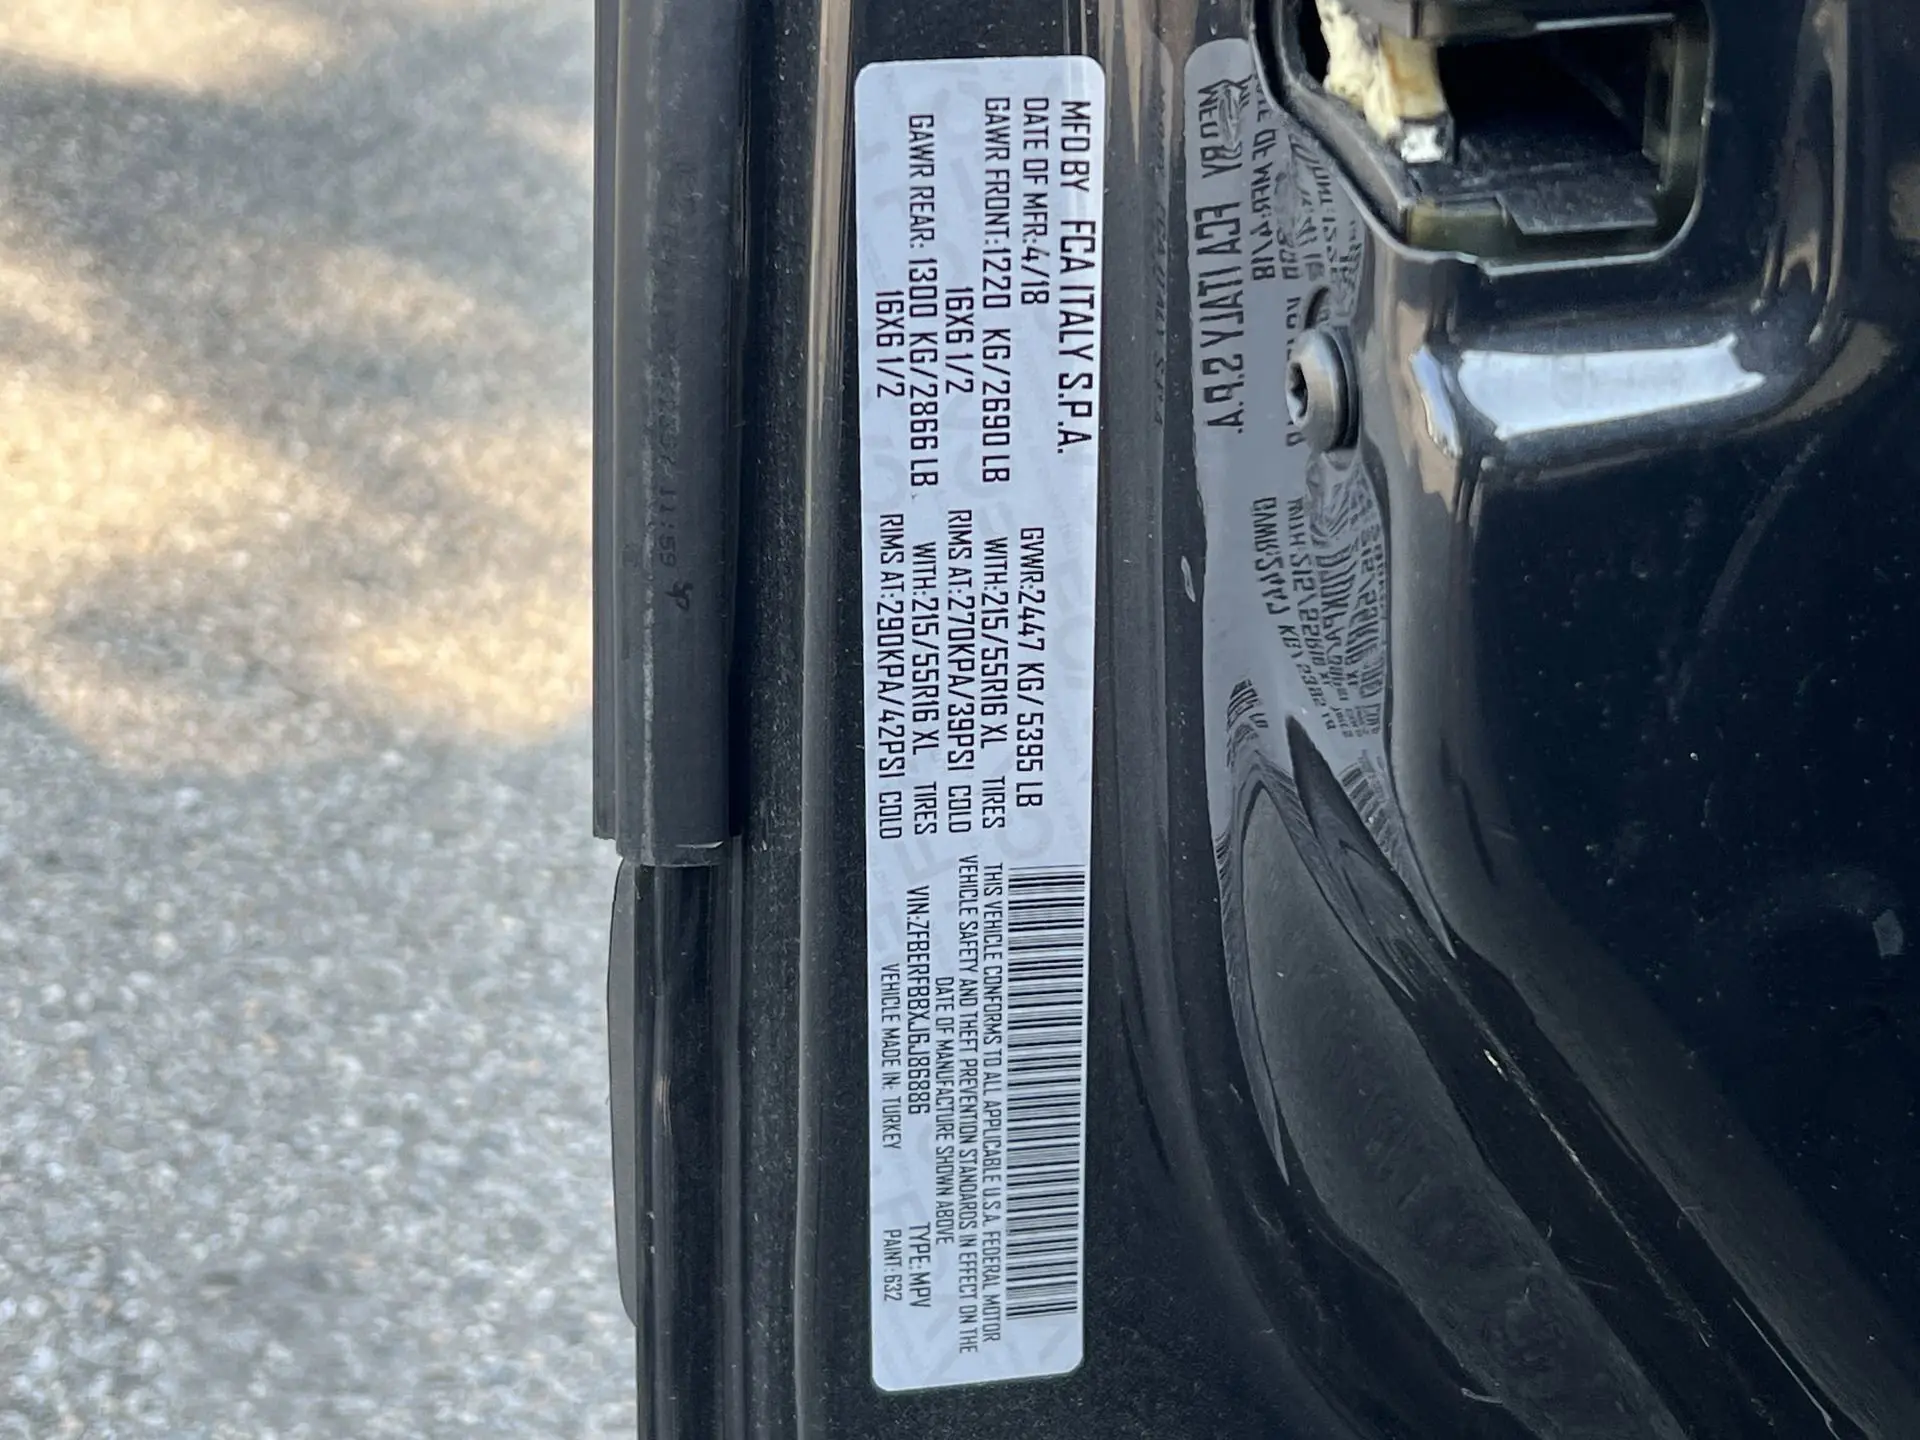 MFD BY FCA ITALY S.P.A.
DATE OF MFR:4/18 GVWR:2447 KG/5395 LB
GAWR FRONT:1220 KG/2690 LB WITH:215/55R16 XL TIRES
16X6 1/2 RIMS AT:270KPA/39PSI COLD
GAWR REAR: 1300 KG/2866 LB WITH:215/55R16 XL TIRES
16X6 1/2 RIMS AT:290KPA/42PSI COLD
THIS VEHICLE CONFORMS TO ALL APPLICABLE U.S.A. FEDERAL MOTOR
VEHICLE SAFETY AND THEFT PREVENTION STANDARDS IN EFFECT ON THE
DATE OF MANUFACTURE SHOWN ABOVE
VIN:ZFBERFBBXJ6J86886 TYPE:MPV
VEHICLE MADE IN: TURKEY PAINT:632
11:59